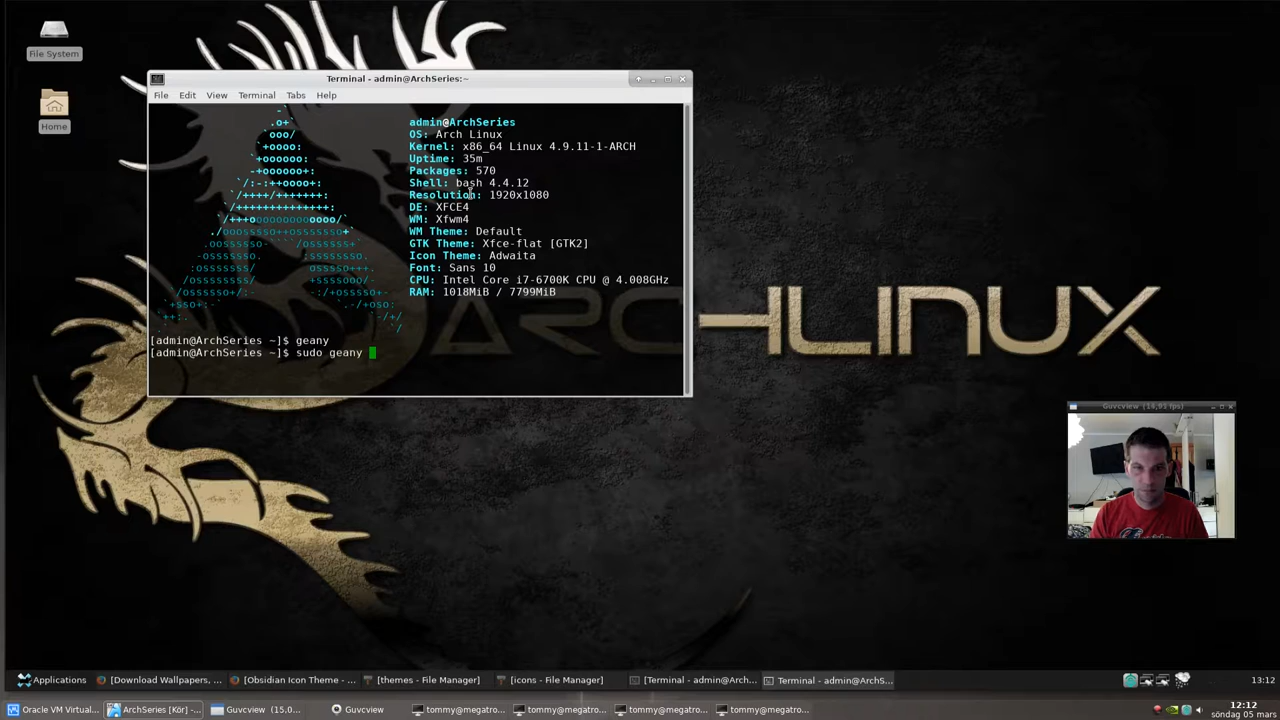 File System
Home
Terminal - admin@ArchSeries:~
File Edit View Terminal Tabs Help
admin@ArchSeries
OS: Arch Linux
Kernel: x86_64 Linux 4.9.11-1-ARCH
Uptime: 35m
Packages: 570
Shell: bash 4.4.12
Resolution: 1920x1080
DE: XFCE4
WM: Xfwm4
WM Theme: Default
GTK Theme: Xfce-flat [GTK2]
Icon Theme: Adwaita
Font: Sans 10
CPU: Intel Core i7-6700K CPU @ 4.008GHz
RAM: 1018MiB / 7799MiB
[admin@ArchSeries ~]$ geany
[admin@ArchSeries ~]$ sudo geany
ARCHLINUX
Applications [Download Wallpapers, ... [Obsidian Icon Theme - ... [themes - File Manager] [icons - File Manager] [Terminal - admin@Arc... Terminal - admin@ArchS... 13:12
Oracle VM Virtual... ArchSeries [Kör] -... Guvcview (15,0... Guvcview tommy@megatro... tommy@megatro... tommy@megatro... tommy@megatro... 12:12
söndag 05 mars